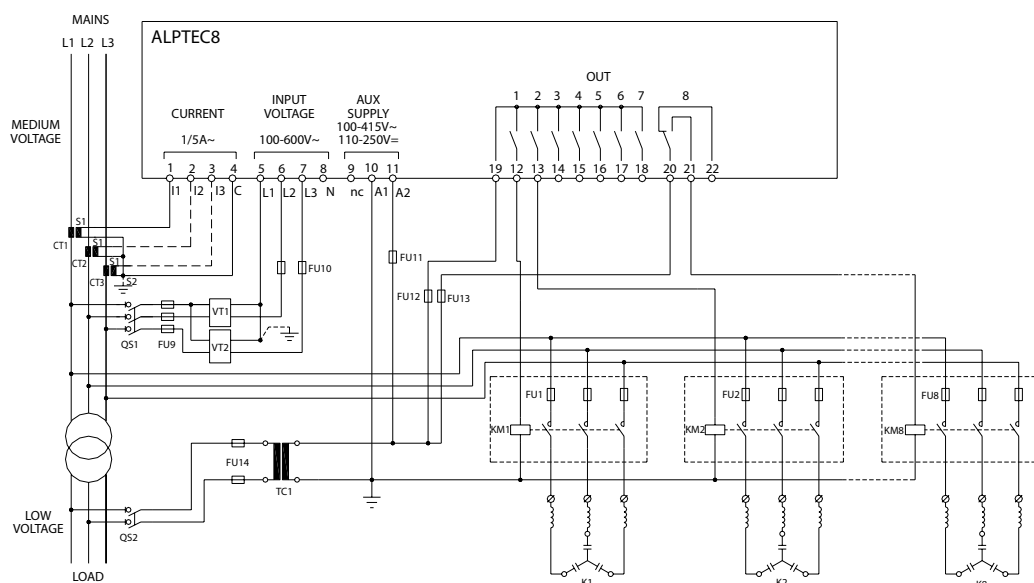 MAINS
L1 L2 L3
ALPTEC8
OUT
1 2 3 4 5 6 7 8
MEDIUM
VOLTAGE
CURRENT
1/5A~
INPUT
VOLTAGE
100-600V~
AUX
SUPPLY
100-415V~
110-250V=
1 2 3 4 5 6 7 8 9 10 11 19 12 13 14 15 16 17 18 20 21 22
I1 I2 I3 C L1 L2 L3 N nc A1 A2
S1
CT1
S1
CT2
S1
CT3 S2
FU10
FU11
FU12 FU13
VT1
QS1 FU9
VT2
FU1 FU2 FU8
KM1 KM2 KM8
FU14
TC1
LOW
VOLTAGE
QS2
LOAD
K1 K2 K8